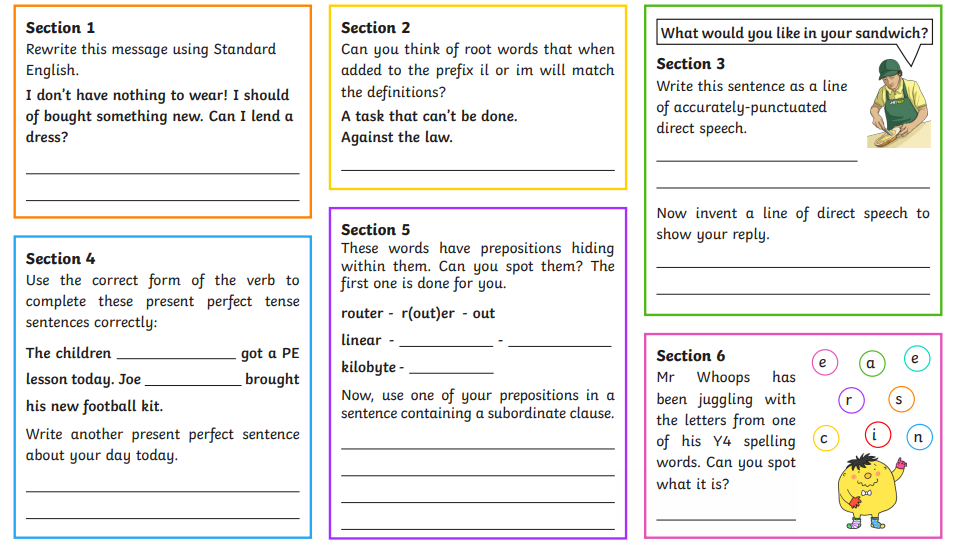 Section 1
Rewrite this message using Standard
English.
I don't have nothing to wear! I should
of bought something new. Can I lend a
dress?
Section 2
Can you think of root words that when
added to the prefix il or im will match
the definitions?
A task that can't be done.
Against the law.
What would you like in your sandwich?
Section 3
Write this sentence as a line
of accurately-punctuated
direct speech.
Now invent a line of direct speech to
show your reply.
Section 4
Use the correct form of the verb to
complete these present perfect tense
sentences correctly:
The children ____________ got a PE
lesson today. Joe ____________ brought
his new football kit.
Write another present perfect sentence
about your day today.
Section 5
These words have prepositions hiding
within them. Can you spot them? The
first one is done for you.
router - r(out)er - out
linear - ____________ - ____________
kilobyte - ____________
Now, use one of your prepositions in a
sentence containing a subordinate clause.
Section 6
Mr Whoops has
been juggling with
the letters from one
of his Y4 spelling
words. Can you spot
what it is?
e a e
r s
c i n